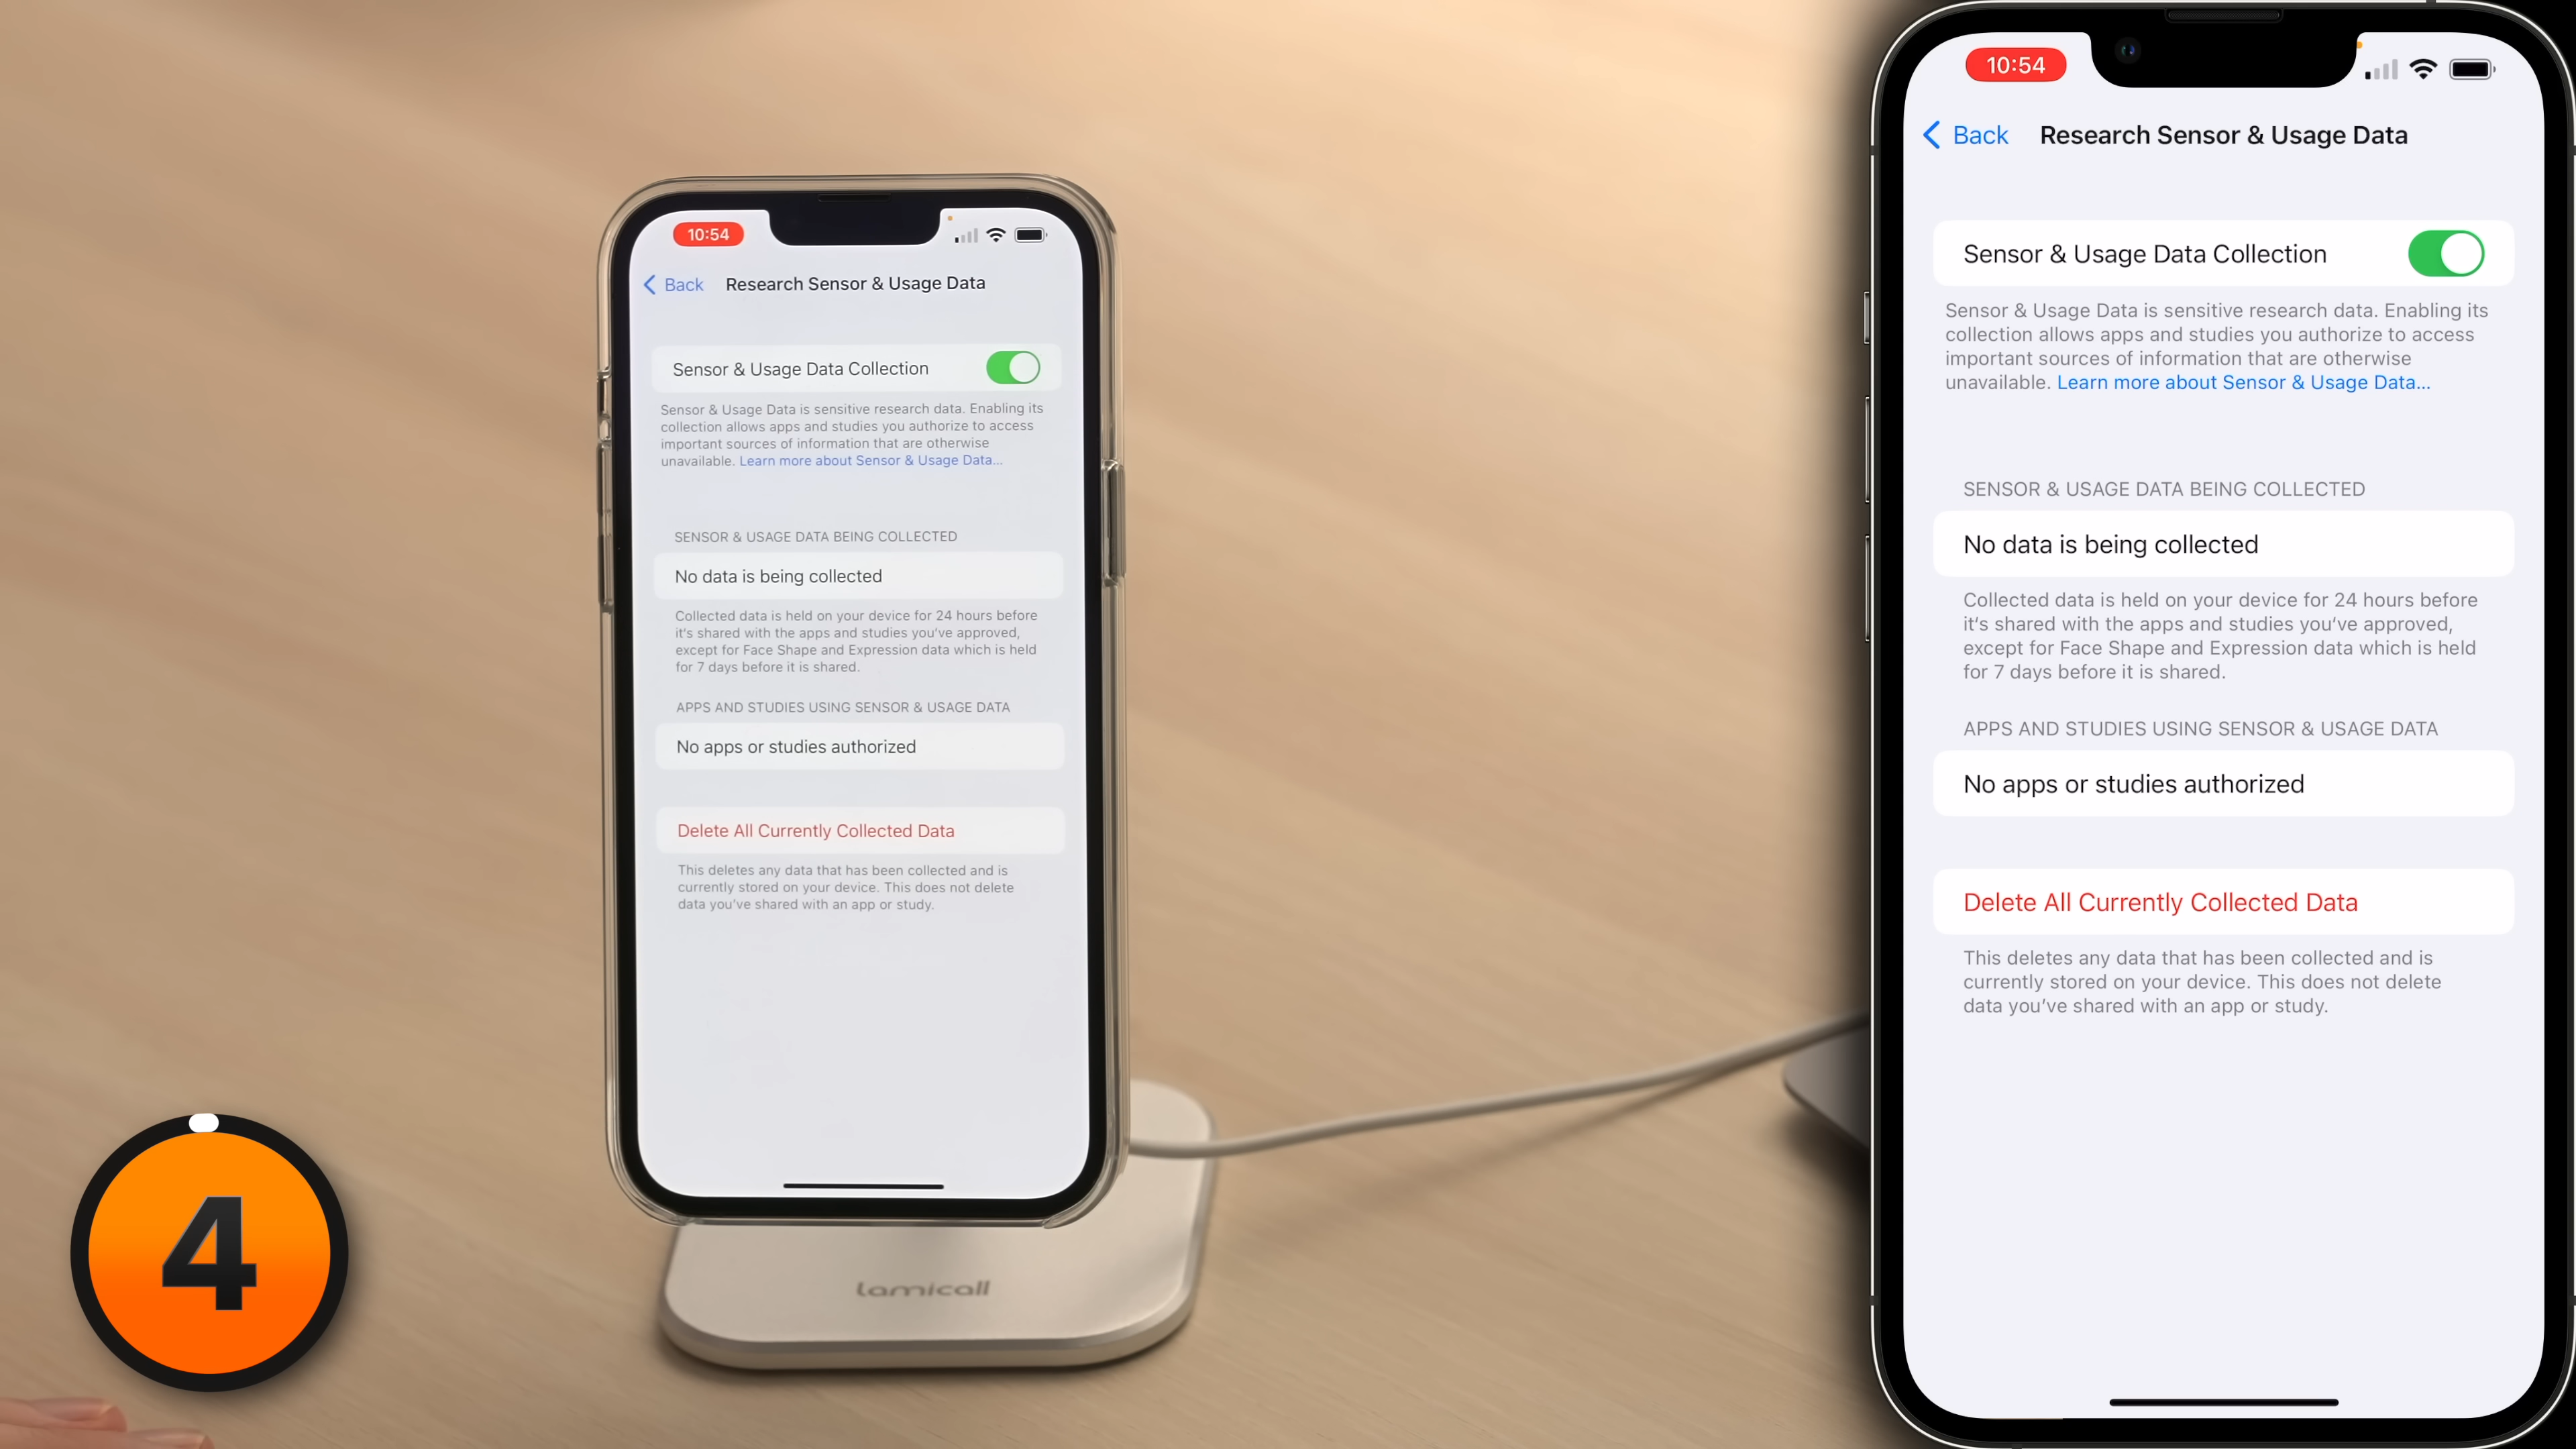 10:54
Back Research Sensor & Usage Data
Sensor & Usage Data Collection
Sensor & Usage Data is sensitive research data. Enabling its
collection allows apps and studies you authorize to access
important sources of information that are otherwise
unavailable. Learn more about Sensor & Usage Data...
SENSOR & USAGE DATA BEING COLLECTED
No data is being collected
Collected data is held on your device for 24 hours before
it's shared with the apps and studies you've approved,
except for Face Shape and Expression data which is held
for 7 days before it is shared.
APPS AND STUDIES USING SENSOR & USAGE DATA
No apps or studies authorized
Delete All Currently Collected Data
This deletes any data that has been collected and is
currently stored on your device. This does not delete
data you've shared with an app or study.
lamicall
4
10:54
Back Research Sensor & Usage Data
Sensor & Usage Data Collection
Sensor & Usage Data is sensitive research data. Enabling its
collection allows apps and studies you authorize to access
important sources of information that are otherwise
unavailable. Learn more about Sensor & Usage Data...
SENSOR & USAGE DATA BEING COLLECTED
No data is being collected
Collected data is held on your device for 24 hours before
it's shared with the apps and studies you've approved,
except for Face Shape and Expression data which is held
for 7 days before it is shared.
APPS AND STUDIES USING SENSOR & USAGE DATA
No apps or studies authorized
Delete All Currently Collected Data
This deletes any data that has been collected and is
currently stored on your device. This does not delete
data you've shared with an app or study.